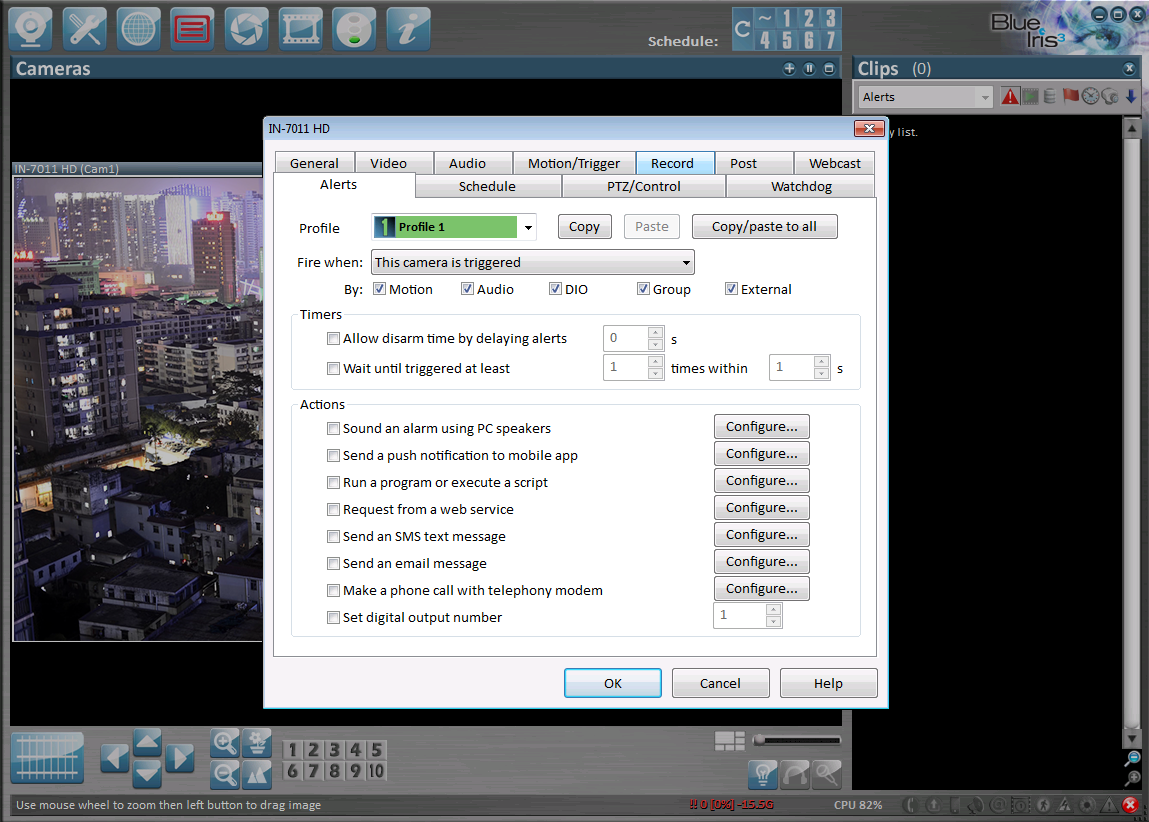 Schedule:
~ 1 2 3
C 4 5 6 7
Blue Iris 3
Cameras
Clips (0)
Alerts
y list.
IN-7011 HD (Cam1)
IN-7011 HD
General Video Audio Motion/Trigger Record Post Webcast
Alerts Schedule PTZ/Control Watchdog
Profile 1 Profile 1 Copy Paste Copy/paste to all
Fire when: This camera is triggered
By: Motion Audio DIO Group External
Timers
Allow disarm time by delaying alerts 0 s
Wait until triggered at least 1 times within 1 s
Actions
Sound an alarm using PC speakers Configure...
Send a push notification to mobile app Configure...
Run a program or execute a script Configure...
Request from a web service Configure...
Send an SMS text message Configure...
Send an email message Configure...
Make a phone call with telephony modem Configure...
Set digital output number 1
OK Cancel Help
1 2 3 4 5
6 7 8 9 10
Use mouse wheel to zoom then left button to drag image
!! 0 [0%] -15.5G
CPU 82%